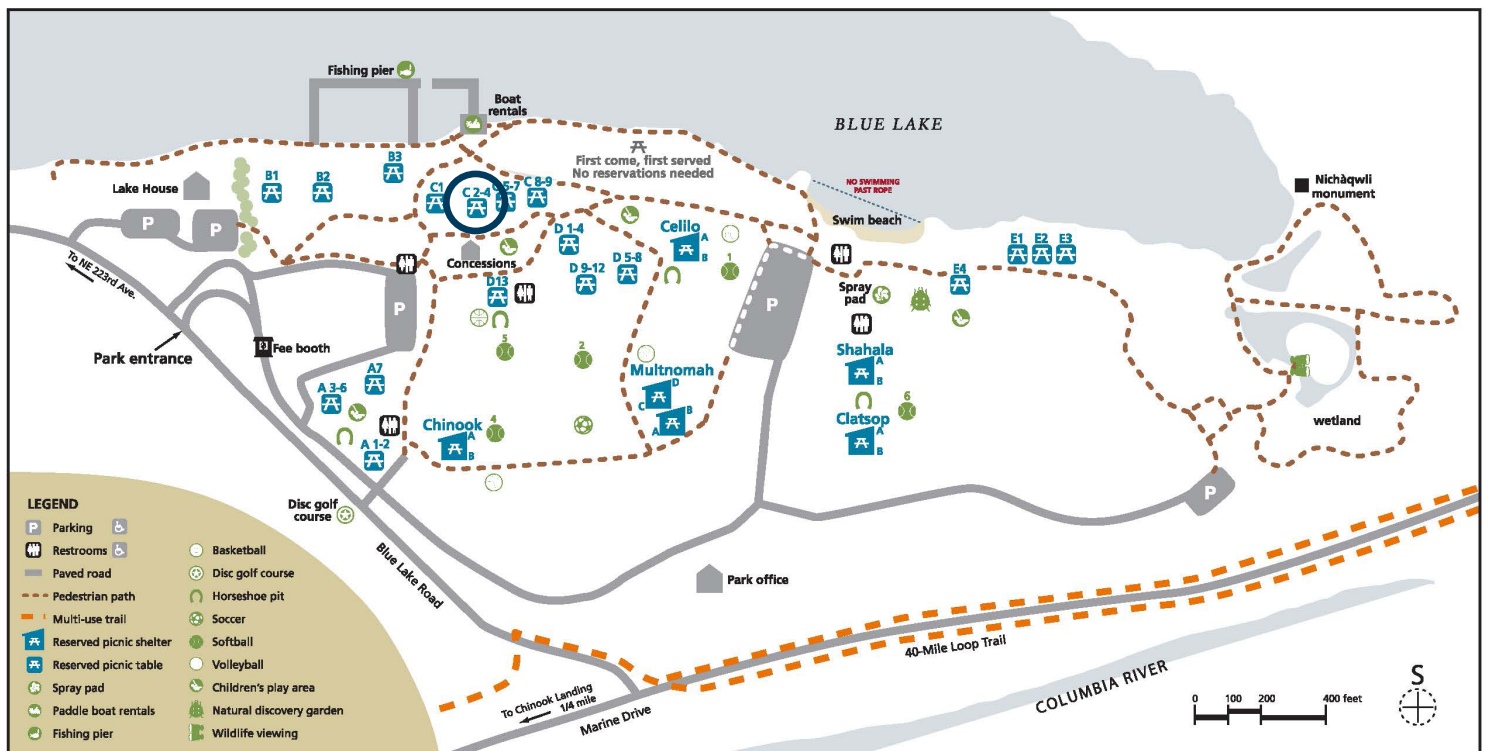 Fishing pier
Boat
rentals
BLUE LAKE
First come, first served
No reservations needed
NO SWIMMING
PAST ROPE
Swim beach
Nichàqwli
monument
Lake House
B1
B2
B3
C1
C 2-4
C 8-9
P
P
To NE 223rd Ave.
Park entrance
Fee booth
P
Concessions
D 1-4
D 9-12
D 5-8
D13
Celilo
A
B
1
P
Spray
pad
E1
E2
E3
E4
5
2
Multnomah
D
C
B
A
Shahala
A
B
6
Clatsop
A
B
wetland
A7
A 3-6
A 1-2
Chinook
A
B
4
Disc golf
course
Blue Lake Road
P
Park office
40-Mile Loop Trail
COLUMBIA RIVER
To Chinook Landing
1/4 mile
Marine Drive
0 100 200 400 feet
S
LEGEND
P Parking
Restrooms
Paved road
Pedestrian path
Multi-use trail
Reserved picnic shelter
Reserved picnic table
Spray pad
Paddle boat rentals
Fishing pier
Basketball
Disc golf course
Horseshoe pit
Soccer
Softball
Volleyball
Children's play area
Natural discovery garden
Wildlife viewing